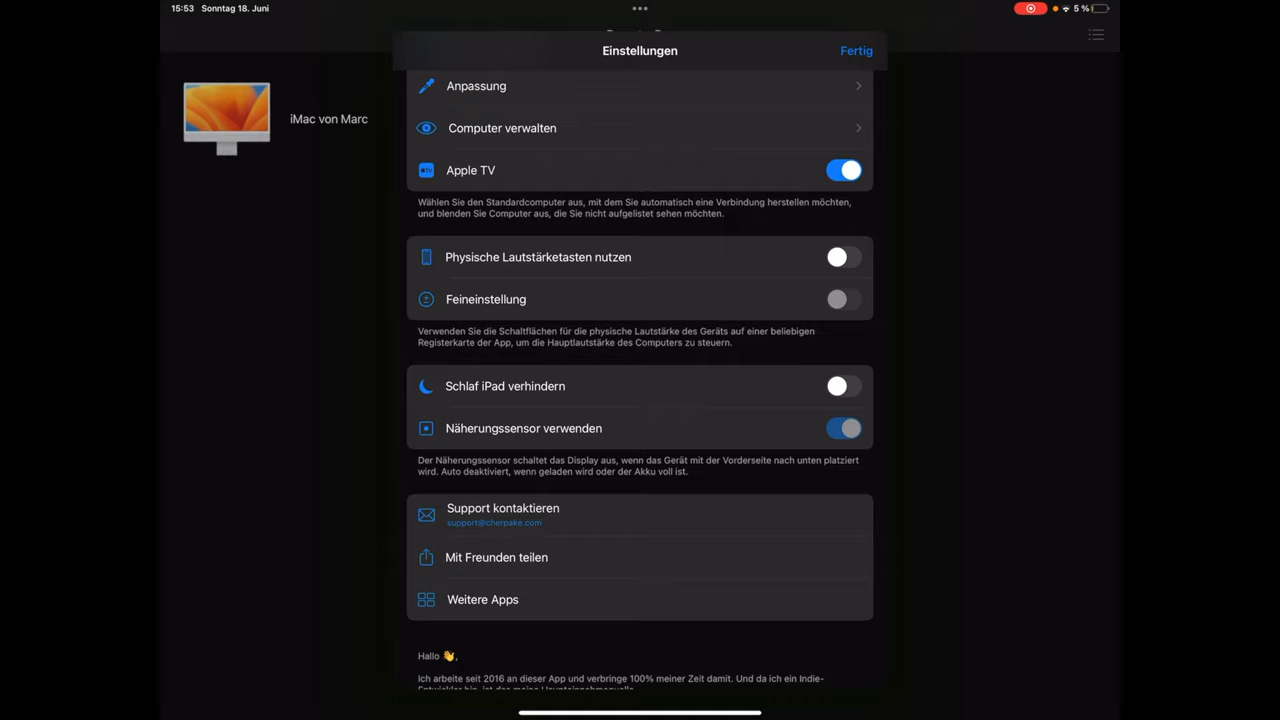 15:53 Sonntag 18. Juni
5 %
Einstellungen
Fertig
iMac von Marc
Anpassung
Computer verwalten
Apple TV
Wählen Sie den Standardcomputer aus, mit dem Sie automatisch eine Verbindung herstellen möchten,
und blenden Sie Computer aus, die Sie nicht aufgelistet sehen möchten.
Physische Lautstärketasten nutzen
Feineinstellung
Verwenden Sie die Schaltflächen für die physische Lautstärke des Geräts auf einer beliebigen
Registerkarte der App, um die Hauptlautstärke des Computers zu steuern.
Schlaf iPad verhindern
Näherungssensor verwenden
Der Näherungssensor schaltet das Display aus, wenn das Gerät mit der Vorderseite nach unten platziert
wird. Auto deaktiviert, wenn geladen wird oder der Akku voll ist.
Support kontaktieren
support@cherpake.com
Mit Freunden teilen
Weitere Apps
Hallo 👋,
Ich arbeite seit 2016 an dieser App und verbringe 100% meiner Zeit damit. Und da ich ein Indie-
Entwickler bin, ist das meine Haupteinnahmequelle.